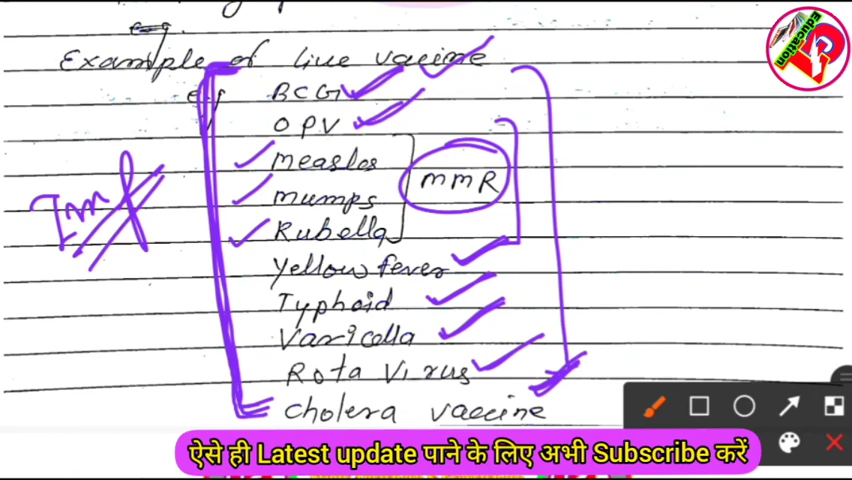 e.g.
Example of live vaccine
e.g BCG
OPV
Measles
mumps
MMR
Rubella
Yellow fever
Typhoid
Varicella
Rota Virus
Cholera vaccine
Imp
Education
ऐसे ही Latest update पाने के लिए अभी Subscribe करें